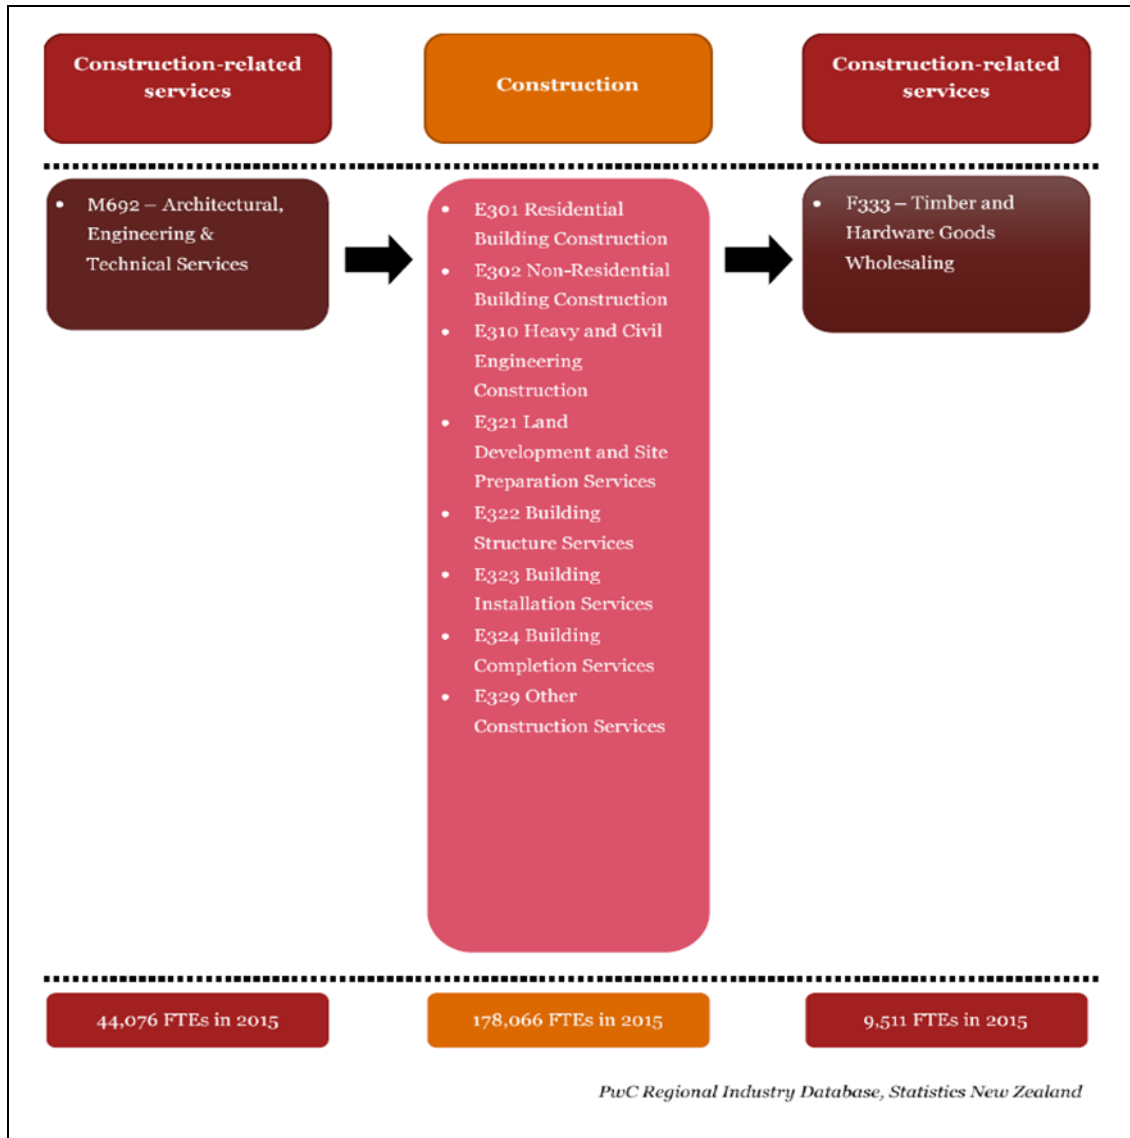 Construction-related
services
Construction
Construction-related
services
• M692 – Architectural,
Engineering &
Technical Services
• E301 Residential
Building Construction
• E302 Non-Residential
Building Construction
• E310 Heavy and Civil
Engineering
Construction
• E321 Land
Development and Site
Preparation Services
• E322 Building
Structure Services
• E323 Building
Installation Services
• E324 Building
Completion Services
• E329 Other
Construction Services
• F333 – Timber and
Hardware Goods
Wholesaling
44,076 FTEs in 2015
178,066 FTEs in 2015
9,511 FTEs in 2015
PwC Regional Industry Database, Statistics New Zealand